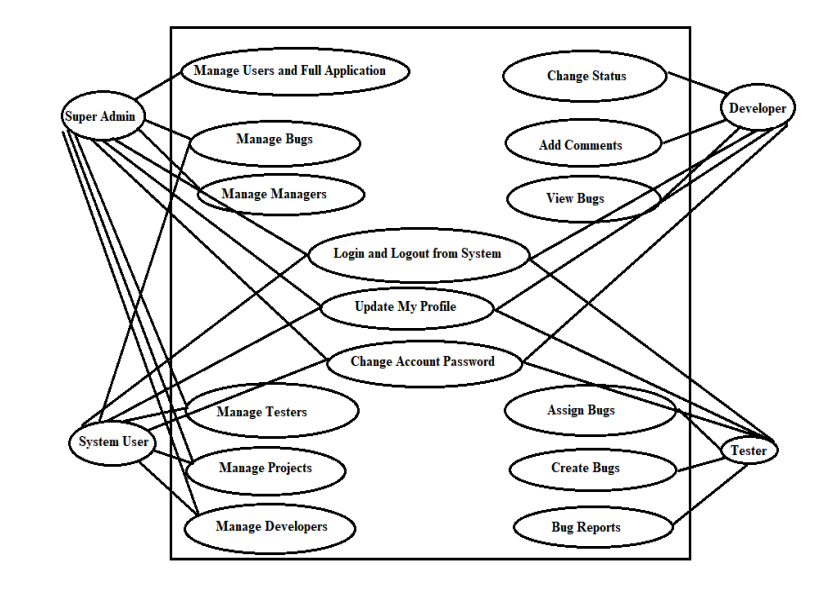 Manage Users and Full Application
Change Status
Super Admin
Developer
Manage Bugs
Add Comments
Manage Managers
View Bugs
Login and Logout from System
Update My Profile
Change Account Password
Manage Testers
Assign Bugs
System User
Tester
Manage Projects
Create Bugs
Manage Developers
Bug Reports